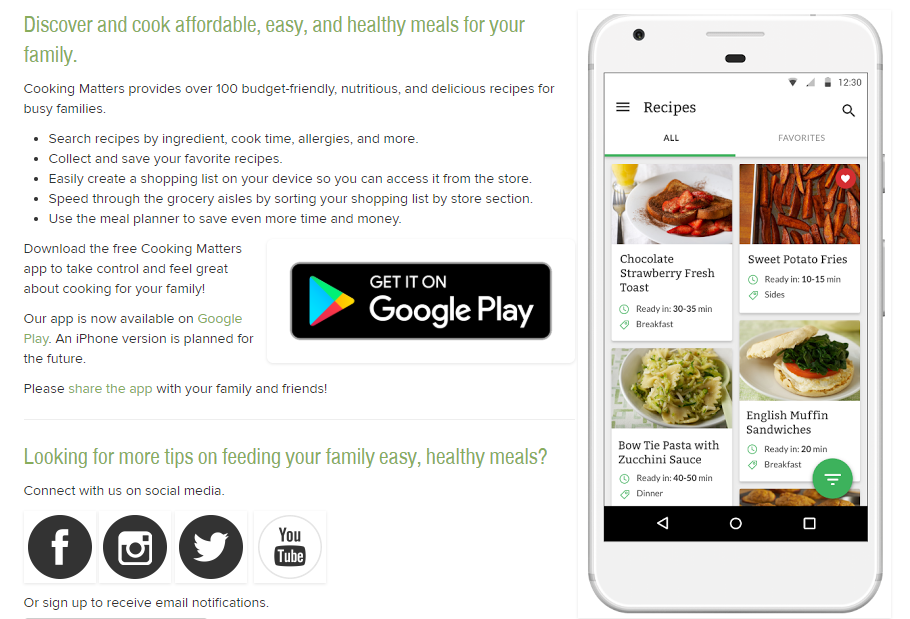 Discover and cook affordable, easy, and healthy meals for your
family.
Cooking Matters provides over 100 budget-friendly, nutritious, and delicious recipes for
busy families.
• Search recipes by ingredient, cook time, allergies, and more.
• Collect and save your favorite recipes.
• Easily create a shopping list on your device so you can access it from the store.
• Speed through the grocery aisles by sorting your shopping list by store section.
• Use the meal planner to save even more time and money.
Download the free Cooking Matters
app to take control and feel great
about cooking for your family!
Our app is now available on Google
Play. An iPhone version is planned for
the future.
GET IT ON
Google Play
Please share the app with your family and friends!
Looking for more tips on feeding your family easy, healthy meals?
Connect with us on social media.
f
You
Tube
Or sign up to receive email notifications.
12:30
Recipes
ALL FAVORITES
Chocolate
Strawberry Fresh
Toast
Ready in: 30-35 min
Breakfast
Sweet Potato Fries
Ready in: 10-15 min
Sides
Bow Tie Pasta with
Zucchini Sauce
Ready in: 40-50 min
Dinner
English Muffin
Sandwiches
Ready in: 20 min
Breakfast